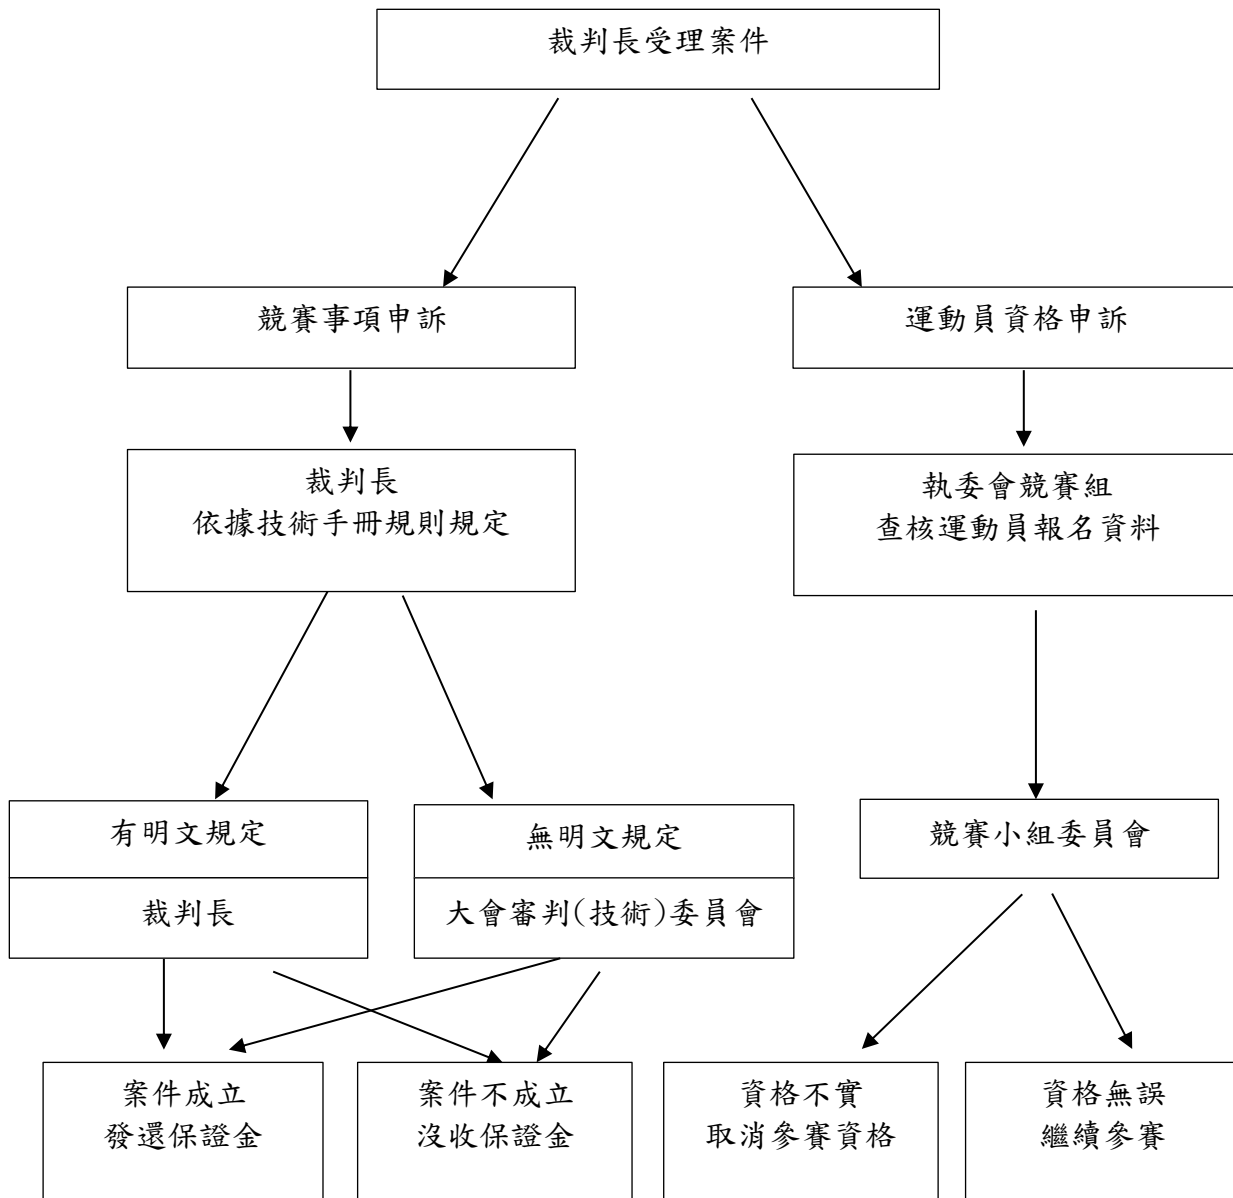 裁判長受理案件
競賽事項申訴
運動員資格申訴
裁判長
依據技術手冊規則規定
執委會競賽組
查核運動員報名資料
有明文規定
裁判長
無明文規定
大會審判(技術)委員會
競賽小組委員會
案件成立
發還保證金
案件不成立
沒收保證金
資格不實
取消參賽資格
資格無誤
繼續參賽